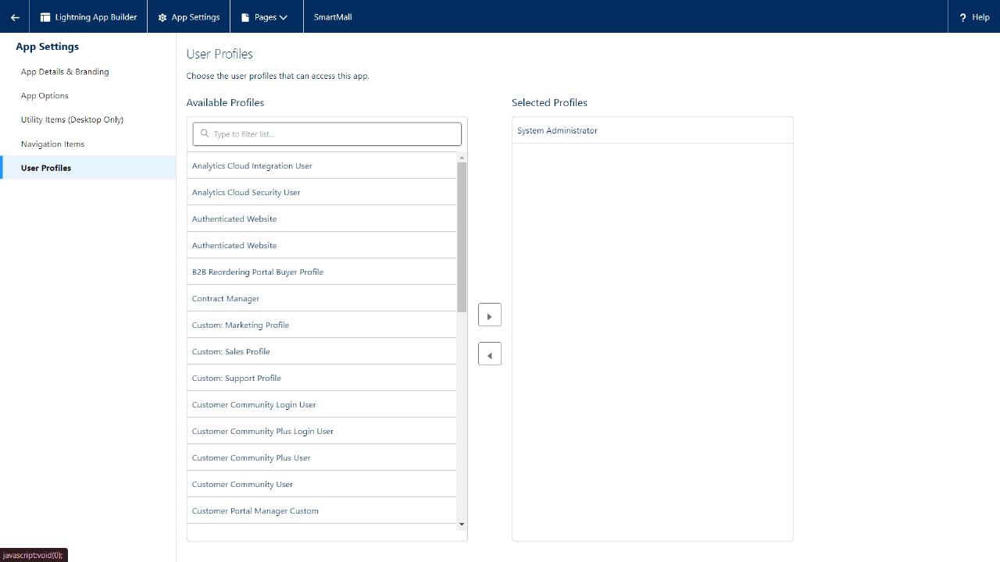 Lightning App Builder
App Settings
Pages
SmartMall
? Help
App Settings
App Details & Branding
App Options
Utility Items (Desktop Only)
Navigation Items
User Profiles
User Profiles
Choose the user profiles that can access this app.
Available Profiles
Type to filter list...
Analytics Cloud Integration User
Analytics Cloud Security User
Authenticated Website
Authenticated Website
B2B Reordering Portal Buyer Profile
Contract Manager
Custom: Marketing Profile
Custom: Sales Profile
Custom: Support Profile
Customer Community Login User
Customer Community Plus Login User
Customer Community Plus User
Customer Community User
Customer Portal Manager Custom
Selected Profiles
System Administrator
javascript:void(0);